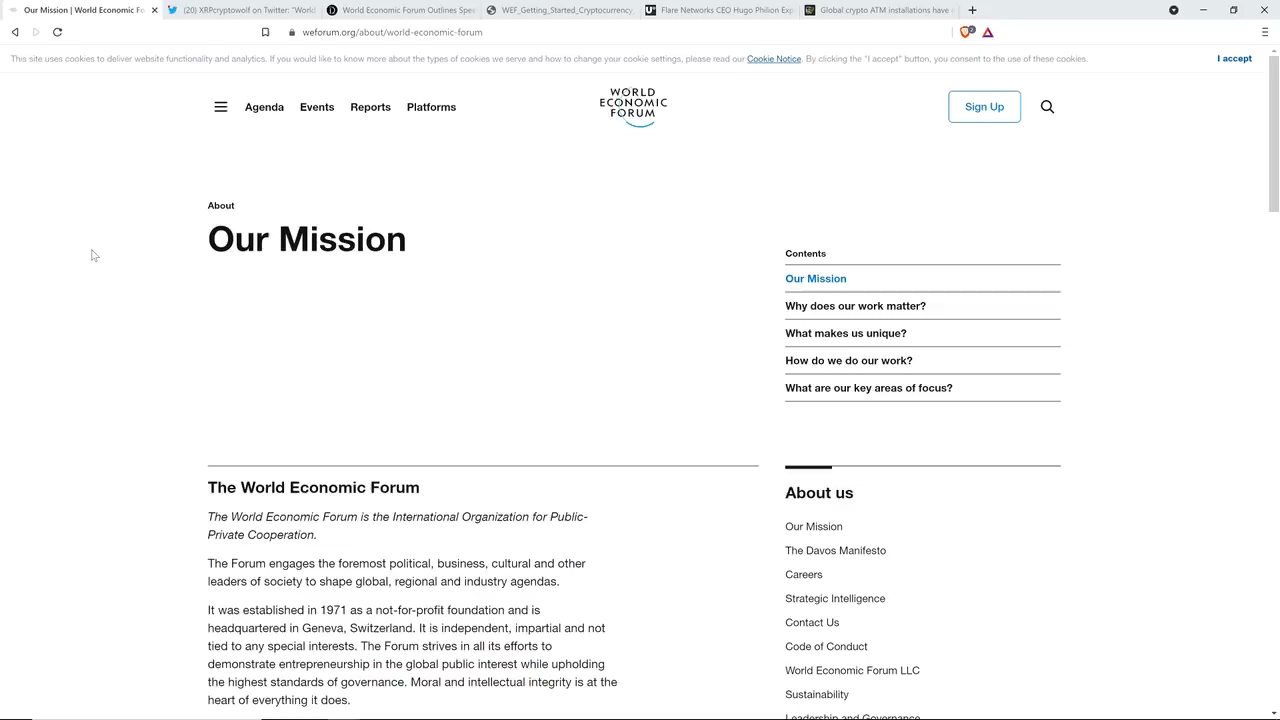 Our Mission | World Economic Fo
(20) XRPcryptowolf on Twitter: "World
World Economic Forum Outlines Spec
WEF_Getting_Started_Cryptocurrency_
Flare Networks CEO Hugo Philion Expl
Global crypto ATM installations have i
weforum.org/about/world-economic-forum
This site uses cookies to deliver website functionality and analytics. If you would like to know more about the types of cookies we serve and how to change your cookie settings, please read our Cookie Notice. By clicking the "I accept" button, you consent to the use of these cookies.
I accept
Agenda Events Reports Platforms
WORLD
ECONOMIC
FORUM
Sign Up
About
Our Mission
Contents
Our Mission
Why does our work matter?
What makes us unique?
How do we do our work?
What are our key areas of focus?
The World Economic Forum
The World Economic Forum is the International Organization for Public-
Private Cooperation.
The Forum engages the foremost political, business, cultural and other
leaders of society to shape global, regional and industry agendas.
It was established in 1971 as a not-for-profit foundation and is
headquartered in Geneva, Switzerland. It is independent, impartial and not
tied to any special interests. The Forum strives in all its efforts to
demonstrate entrepreneurship in the global public interest while upholding
the highest standards of governance. Moral and intellectual integrity is at the
heart of everything it does.
About us
Our Mission
The Davos Manifesto
Careers
Strategic Intelligence
Contact Us
Code of Conduct
World Economic Forum LLC
Sustainability
Leadership and Governance